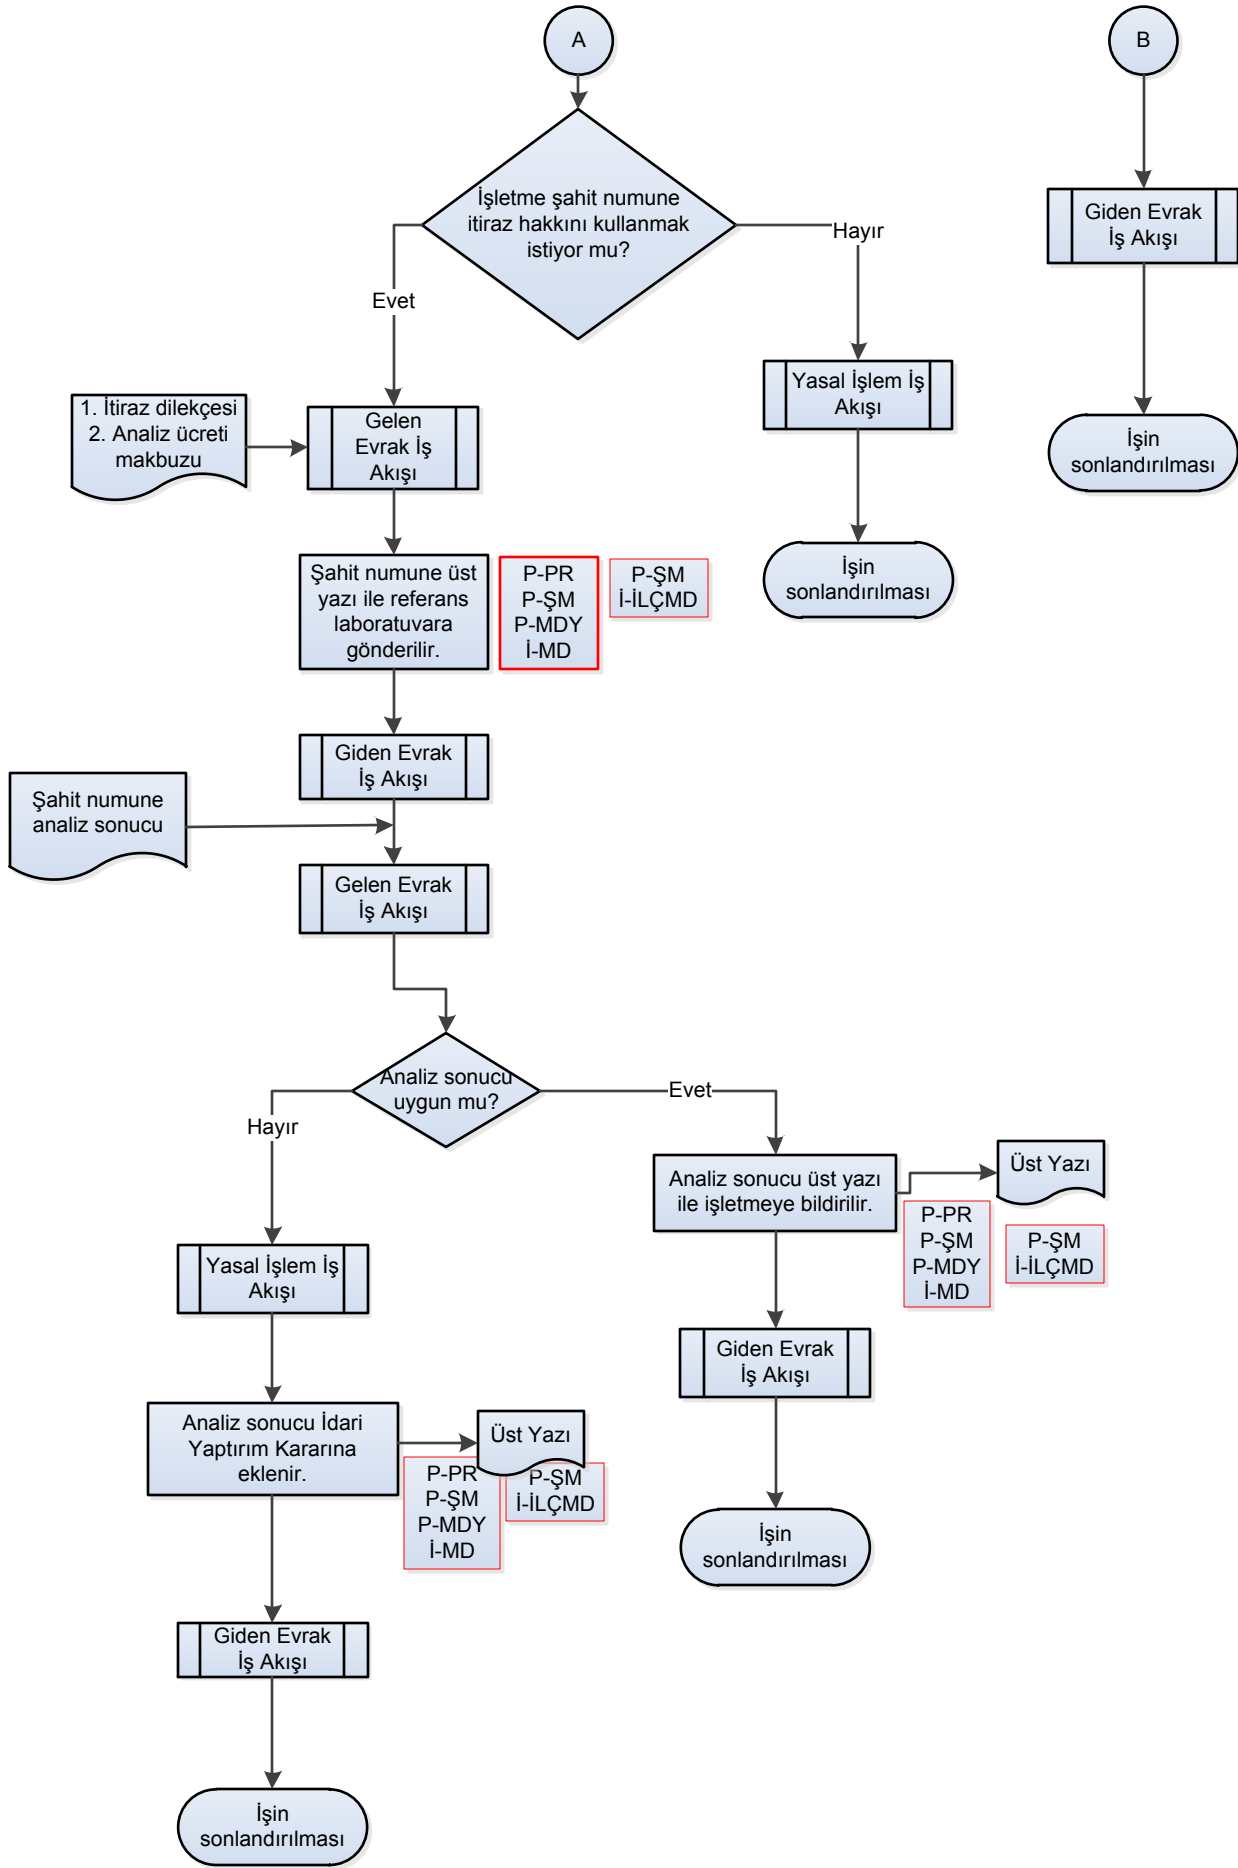 A
B
İşletme şahit numune
itiraz hakkını kullanmak
istiyor mu?
Hayır
Evet
Giden Evrak
İş Akışı
Yasal İşlem İş
Akışı
1. İtiraz dilekçesi
2. Analiz ücreti
makbuzu
Gelen
Evrak İş
Akışı
İşin
sonlandırılması
Şahit numune üst
yazı ile referans
laboratuvara
gönderilir.
P-PR
P-ŞM
P-MDY
İ-MD
P-ŞM
İ-İLÇMD
İşin
sonlandırılması
Giden Evrak
İş Akışı
Şahit numune
analiz sonucu
Gelen Evrak
İş Akışı
Analiz sonucu
uygun mu?
Evet
Hayır
Analiz sonucu üst yazı
ile işletmeye bildirilir.
Üst Yazı
P-PR
P-ŞM
P-MDY
İ-MD
P-ŞM
İ-İLÇMD
Yasal İşlem İş
Akışı
Giden Evrak
İş Akışı
Analiz sonucu İdari
Yaptırım Kararına
eklenir.
Üst Yazı
P-PR
P-ŞM
P-MDY
İ-MD
P-ŞM
İ-İLÇMD
İşin
sonlandırılması
Giden Evrak
İş Akışı
İşin
sonlandırılması